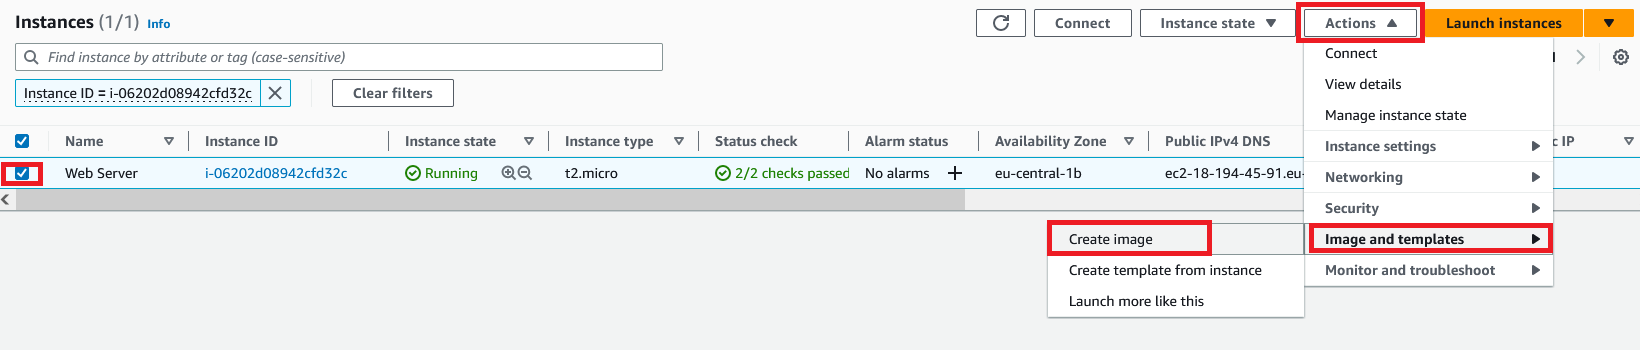 Instances (1/1) Info
Connect Instance state Actions Launch instances
Find instance by attribute or tag (case-sensitive)
Instance ID = i-06202d08942cfd32c Clear filters
Connect
View details
Manage instance state
Name Instance ID Instance state Instance type Status check Alarm status Availability Zone Public IPv4 DNS IP
Instance settings
Web Server i-06202d08942cfd32c Running t2.micro 2/2 checks passed No alarms + eu-central-1b ec2-18-194-45-91.eu-
Networking
Security
Image and templates
Monitor and troubleshoot
Create image
Create template from instance
Launch more like this